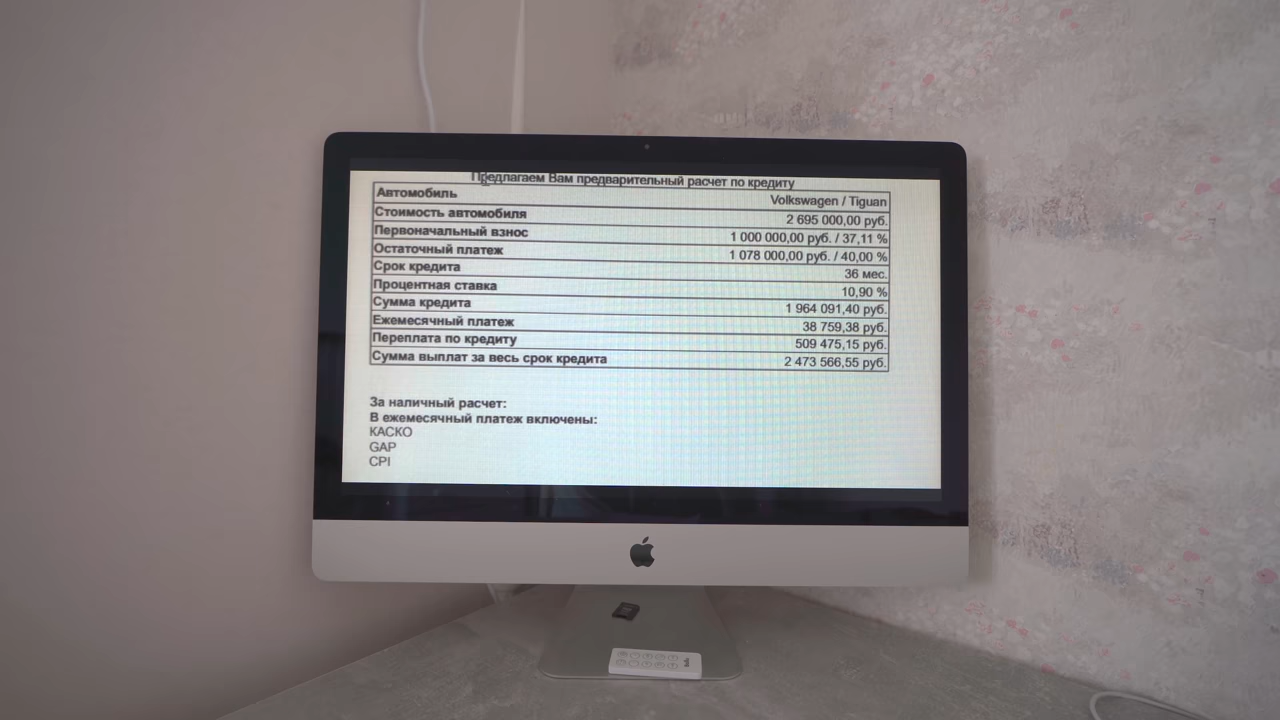 Предлагаем Вам предварительный расчет по кредиту
Автомобиль Volkswagen / Tiguan
Стоимость автомобиля 2 695 000,00 руб.
Первоначальный взнос 1 000 000,00 руб. / 37,11 %
Остаточный платеж 1 078 000,00 руб. / 40,00 %
Срок кредита 36 мес.
Процентная ставка 10,90 %
Сумма кредита 1 964 091,40 руб.
Ежемесячный платеж 38 759,38 руб.
Переплата по кредиту 509 475,15 руб.
Сумма выплат за весь срок кредита 2 473 566,55 руб.
За наличный расчет:
В ежемесячный платеж включены:
КАСКО
GAP
CPI